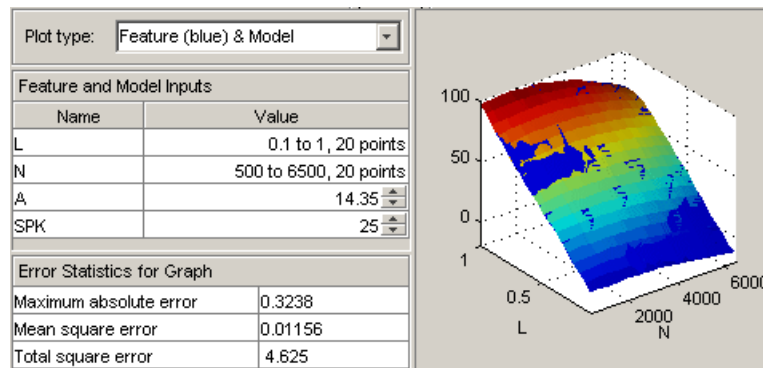 Plot type: Feature (blue) & Model
Feature and Model Inputs
Name Value
L 0.1 to 1, 20 points
N 500 to 6500, 20 points
A 14.35
SPK 25
Error Statistics for Graph
Maximum absolute error 0.3238
Mean square error 0.01156
Total square error 4.625
100
50
0
1
0.5
L
2000
4000
6000
N